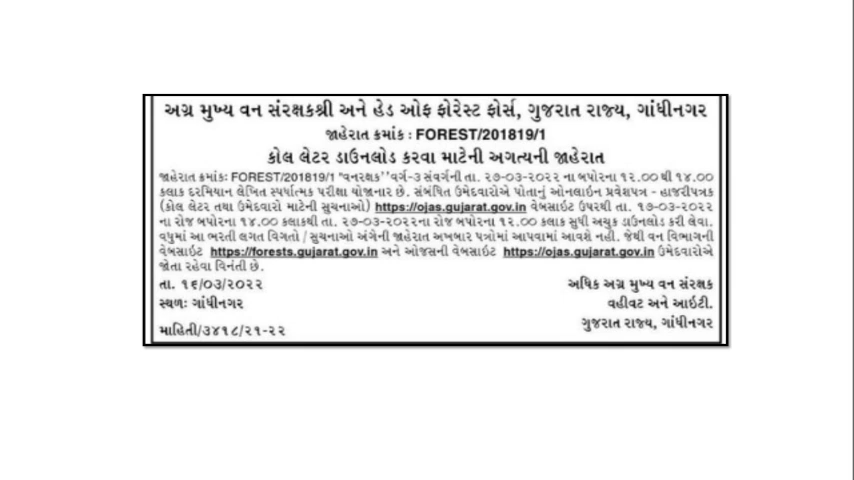 અગ્ર મુખ્ય વન સંરક્ષકશ્રી અને હેડ ઓફ ફોરેસ્ટ ફોર્સ, ગુજરાત રાજ્ય, ગાંધીનગર
જાહેરાત ક્રમાંક : FOREST/201819/1
કોલ લેટર ડાઉનલોડ કરવા માટેની અગત્યની જાહેરાત
જાહેરાત ક્રમાંક: FOREST/201819/1 "વનરક્ષક" વર્ગ-૩ સંવર્ગની તા. ૨૭-૦૩-૨૦૨૨ ના બપોરના ૧૨.૦૦ થી ૧૪.૦૦
કલાક દરમિયાન લેખિત સ્પર્ધાત્મક પરીક્ષા યોજાનાર છે. સંબંધિત ઉમેદવારોએ પોતાનું ઓનલાઇન પ્રવેશપત્ર - હાજરીપત્રક
(કોલ લેટર તથા ઉમેદવારો માટેની સુચનાઓ) https://ojas.gujarat.gov.in વેબસાઇટ ઉપરથી તા. ૧૭-૦૩-૨૦૨૨
ના રોજ બપોરના ૧૪.૦૦ કલાકથી તા. ૨૭-૦૩-૨૦૨૨ના રોજ બપોરના ૧૨.૦૦ કલાક સુધી અચુક ડાઉનલોડ કરી લેવા.
વધુમાં આ ભરતી લગત વિગતો / સુચનાઓ અંગેની જાહેરાત અખબાર પત્રોમાં આપવામાં આવશે નહી. જેથી વન વિભાગની
વેબસાઇટ https://forests.gujarat.gov.in અને ઓજસની વેબસાઇટ https://ojas.gujarat.gov.in ઉમેદવારોએ
જોતા રહેવા વિનંતી છે.
તા. ૧૬/૦૩/૨૦૨૨
અધિક અગ્ર મુખ્ય વન સંરક્ષક
સ્થળ: ગાંધીનગર
વહીવટ અને આઇટી.
ગુજરાત રાજ્ય, ગાંધીનગર
માહિતી/૩૪૧૮/૨૧-૨૨